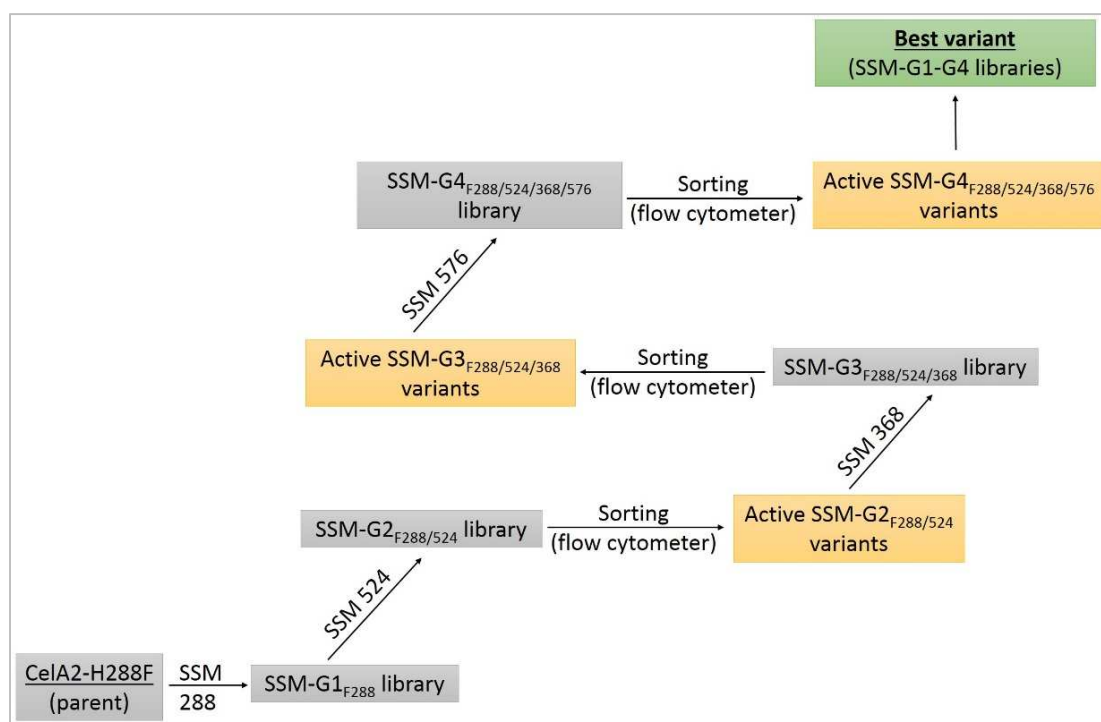 Best variant
(SSM-G1-G4 libraries)
SSM-G4F288/524/368/576
library
Sorting
(flow cytometer)
Active SSM-G4F288/524/368/576
variants
SSM 576
Active SSM-G3F288/524/368
variants
Sorting
(flow cytometer)
SSM-G3F288/524/368 library
SSM 368
SSM-G2F288/524 library
Sorting
(flow cytometer)
Active SSM-G2F288/524
variants
SSM 524
CelA2-H288F
(parent)
SSM
288
SSM-G1F288 library